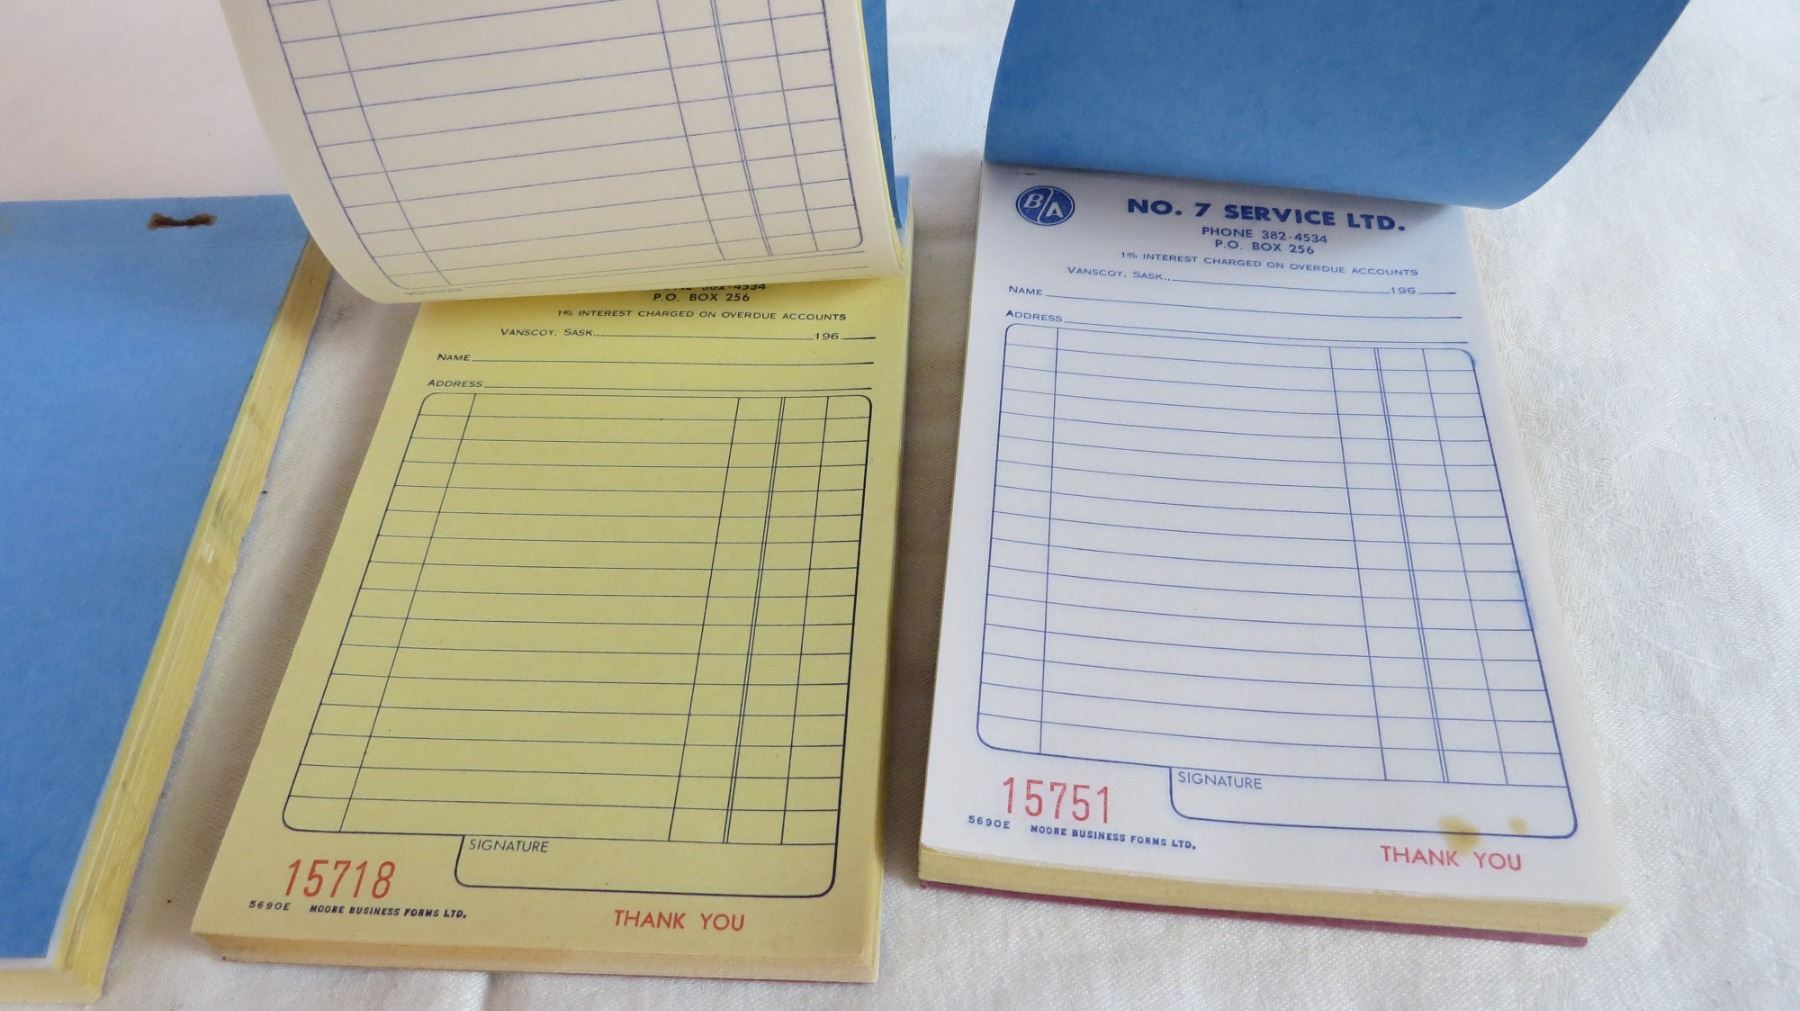 382-4534
P.O. BOX 256
1% INTEREST CHARGED ON OVERDUE ACCOUNTS
VANSCOY, SASK., 196
NAME
ADDRESS
SIGNATURE
15718
5690E MOORE BUSINESS FORMS LTD.
THANK YOU
B/A
NO. 7 SERVICE LTD.
PHONE 382-4534
P.O. BOX 256
1% INTEREST CHARGED ON OVERDUE ACCOUNTS
VANSCOY, SASK., 196
NAME
ADDRESS
SIGNATURE
15751
5690E MOORE BUSINESS FORMS LTD.
THANK YOU